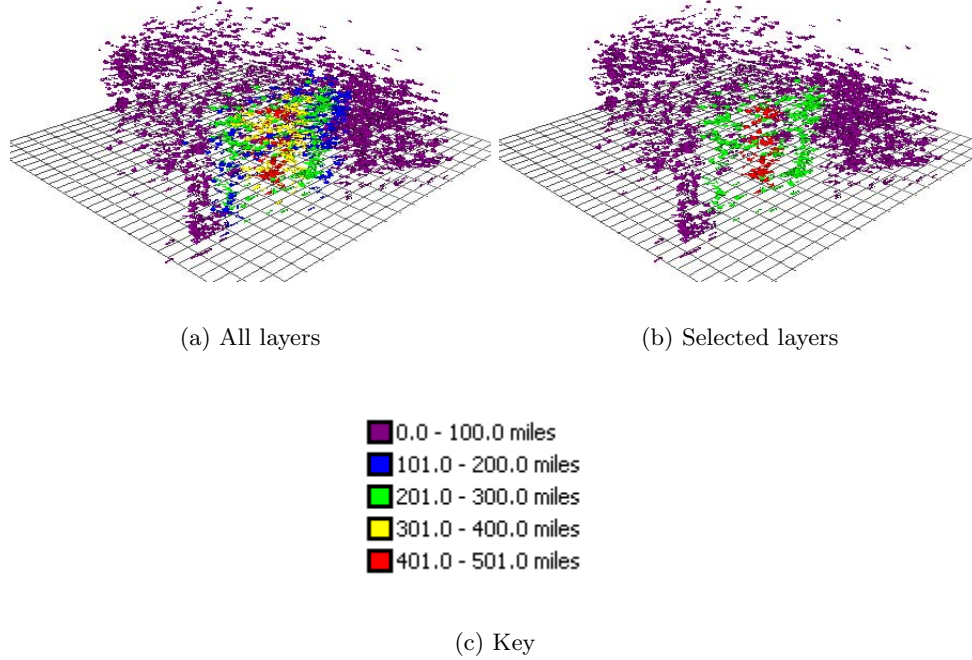 (a) All layers
(b) Selected layers
0.0 - 100.0 miles
101.0 - 200.0 miles
201.0 - 300.0 miles
301.0 - 400.0 miles
401.0 - 501.0 miles
(c) Key